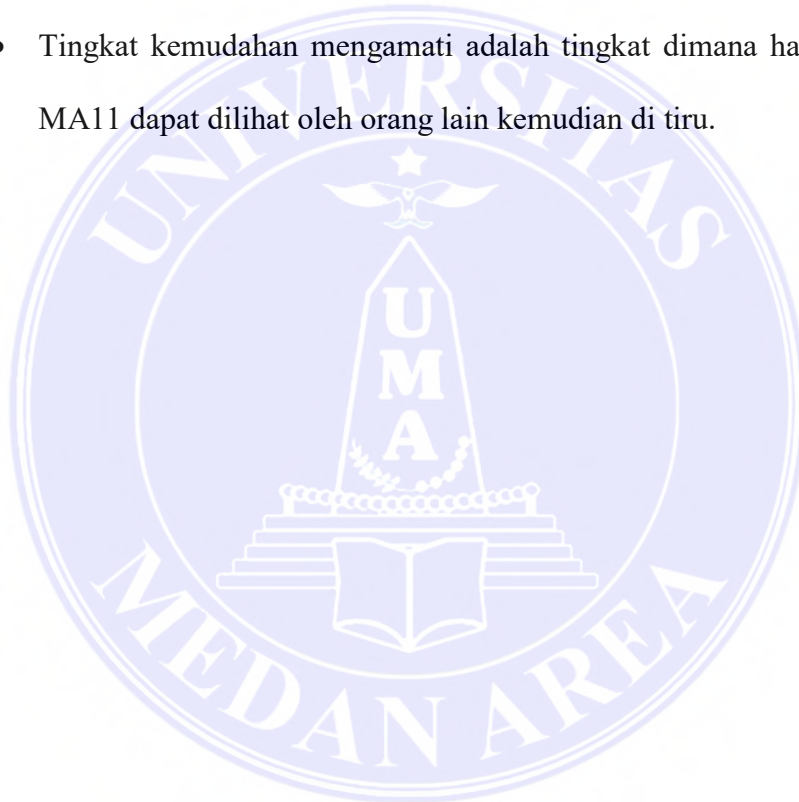 • Tingkat kemudahan mengamati adalah tingkat dimana ha
MA11 dapat dilihat oleh orang lain kemudian di tiru.
UNIVERSITAS
U
M
A
MEDAN AREA